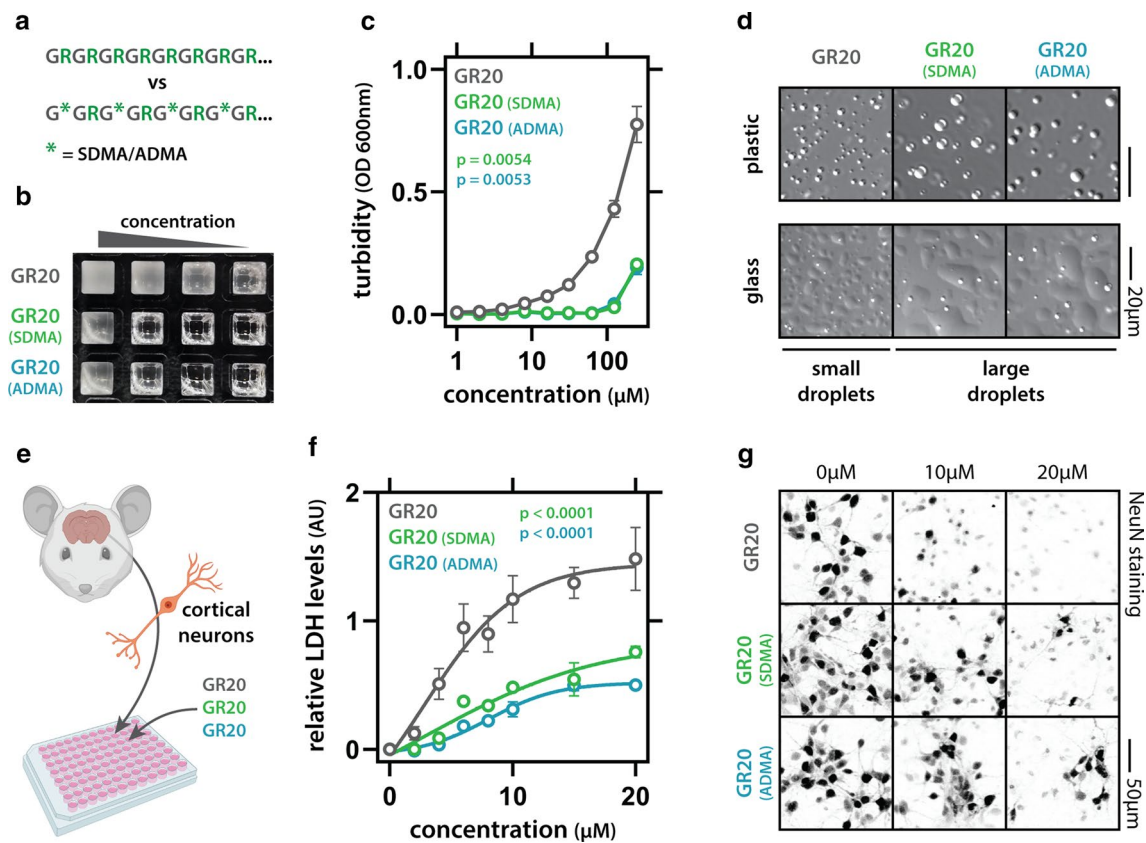 a
GRGRGRGRGRGRGRGR...
vs
G*GRG*GRG*GRG*GR...
* = SDMA/ADMA
b
concentration
GR20
GR20
(SDMA)
GR20
(ADMA)
c
1.0
0.5
0.0
turbidity (OD 600nm)
GR20
GR20 (SDMA)
GR20 (ADMA)
p = 0.0054
p = 0.0053
1
10
100
concentration (µM)
d
GR20
GR20
(SDMA)
GR20
(ADMA)
plastic
glass
20µm
small
droplets
large
droplets
e
cortical
neurons
GR20
GR20
GR20
f
2
1
0
relative LDH levels (AU)
GR20
GR20 (SDMA)
GR20 (ADMA)
p < 0.0001
p < 0.0001
0
10
20
concentration (µM)
g
0µM
10µM
20µM
NeuN staining
GR20
GR20
(SDMA)
GR20
(ADMA)
50µm